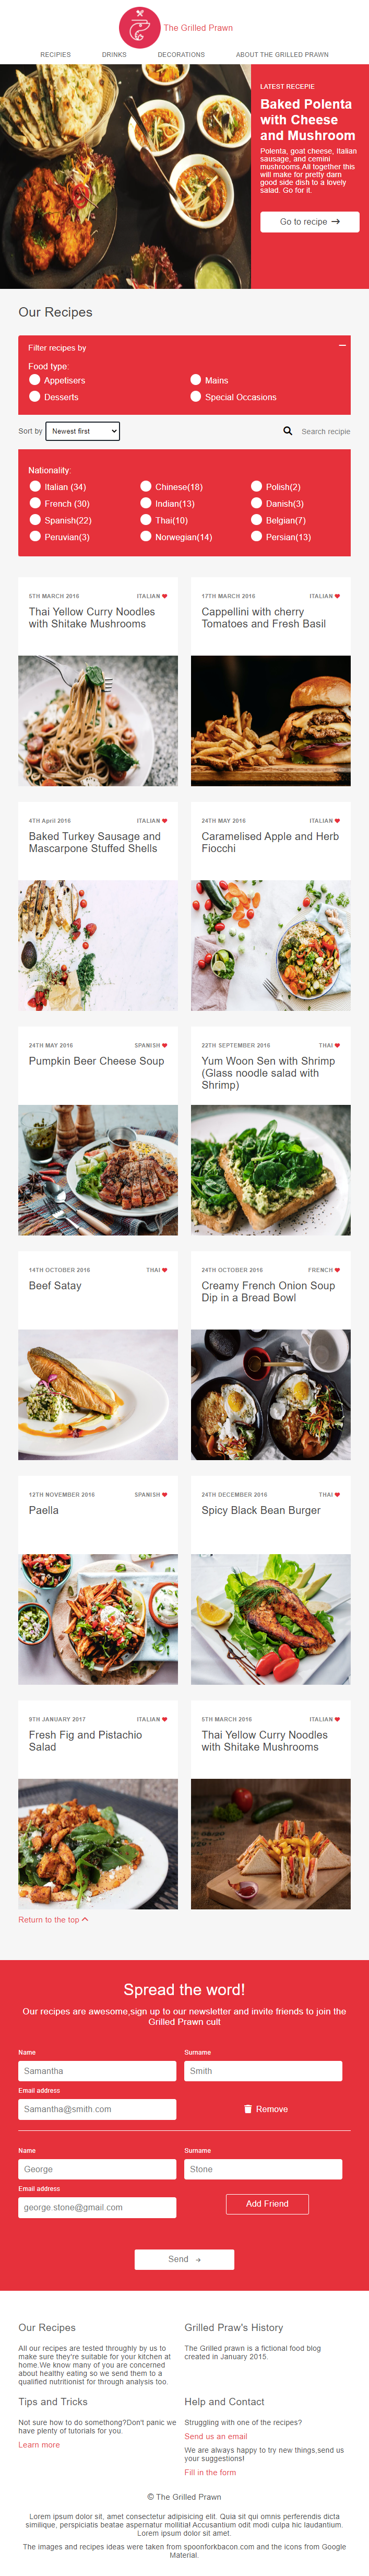 The Grilled Prawn
RECIPIES DRINKS DECORATIONS ABOUT THE GRILLED PRAWN
LATEST RECEPIE
Baked Polenta
with Cheese
and Mushroom
Polenta, goat cheese, Italian
sausage, and cemini
mushrooms.All together this
will make for pretty darn
good side dish to a lovely
salad. Go for it.
Go to recipe
Our Recipes
Filter recipes by
Food type:
Appetisers Mains
Desserts Special Occasions
Sort by Newest first Search recipie
Nationality:
Italian (34) Chinese(18) Polish(2)
French (30) Indian(13) Danish(3)
Spanish(22) Thai(10) Belgian(7)
Peruvian(3) Norwegian(14) Persian(13)
5TH MARCH 2016 ITALIAN
Thai Yellow Curry Noodles
with Shitake Mushrooms
17TH MARCH 2016 ITALIAN
Cappellini with cherry
Tomatoes and Fresh Basil
4TH April 2016 ITALIAN
Baked Turkey Sausage and
Mascarpone Stuffed Shells
24TH MAY 2016 ITALIAN
Caramelised Apple and Herb
Fiocchi
24TH MAY 2016 SPANISH
Pumpkin Beer Cheese Soup
22TH SEPTEMBER 2016 THAI
Yum Woon Sen with Shrimp
(Glass noodle salad with
Shrimp)
14TH OCTOBER 2016 THAI
Beef Satay
24TH OCTOBER 2016 FRENCH
Creamy French Onion Soup
Dip in a Bread Bowl
12TH NOVEMBER 2016 SPANISH
Paella
24TH DECEMBER 2016 THAI
Spicy Black Bean Burger
9TH JANUARY 2017 ITALIAN
Fresh Fig and Pistachio
Salad
5TH MARCH 2016 ITALIAN
Thai Yellow Curry Noodles
with Shitake Mushrooms
Return to the top
Spread the word!
Our recipes are awesome,sign up to our newsletter and invite friends to join the
Grilled Prawn cult
Name Surname
Samantha Smith
Email address
Samantha@smith.com Remove
Name Surname
George Stone
Email address
george.stone@gmail.com Add Friend
Send
Our Recipes
All our recipes are tested throughly by us to
make sure they're suitable for your kitchen at
home.We know many of you are concerned
about healthy eating so we send them to a
qualified nutritionist for through analysis too.
Grilled Praw's History
The Grilled prawn is a fictional food blog
created in January 2015.
Tips and Tricks
Not sure how to do somethong?Don't panic we
have plenty of tutorials for you.
Learn more
Help and Contact
Struggling with one of the recipes?
Send us an email
We are always happy to try new things,send us
your suggestions!
Fill in the form
© The Grilled Prawn
Lorem ipsum dolor sit, amet consectetur adipisicing elit. Quia sit qui omnis perferendis dicta
similique, perspiciatis beatae aspernatur mollitia! Accusantium odit modi culpa hic laudantium.
Lorem ipsum dolor sit amet.
The images and recipes ideas were taken from spoonforkbacon.com and the icons from Google
Material.